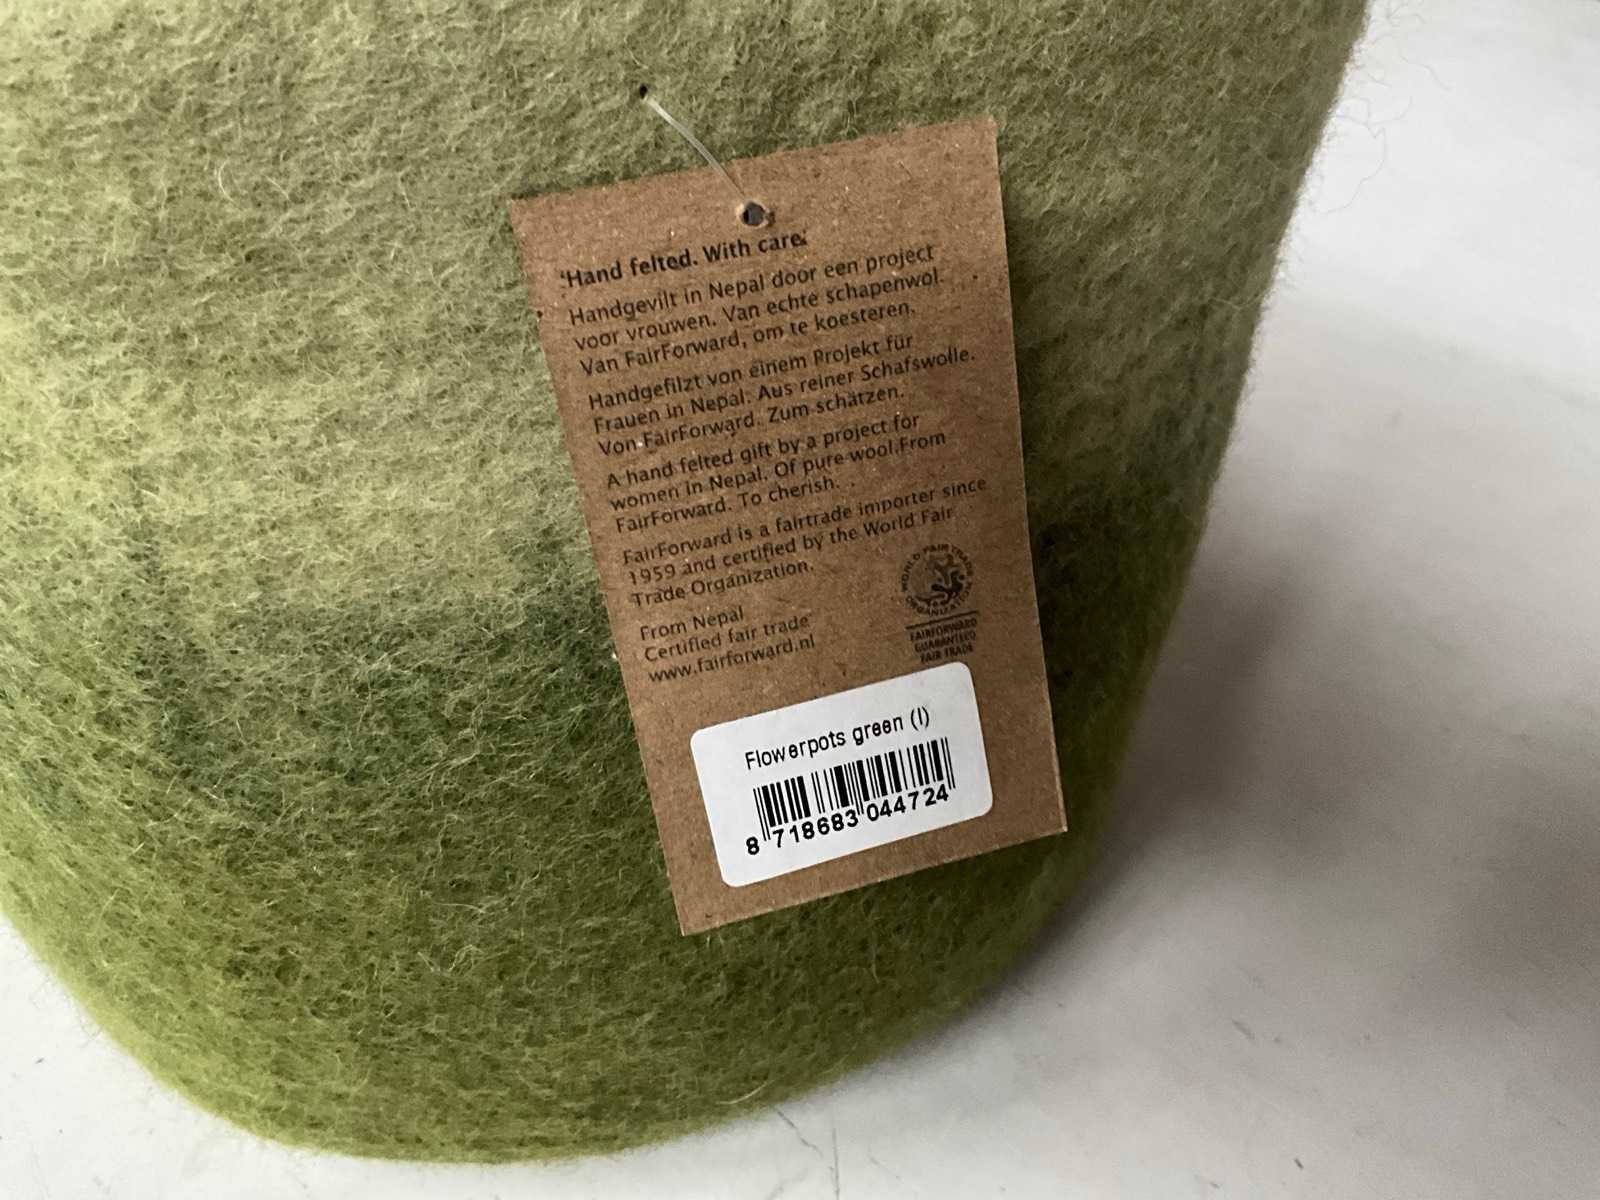 'Hand felted. With care.'
Handgevilt in Nepal door een project
voor vrouwen. Van echte schapenwol.
Van FairForward, om te koesteren.
Handgefilzt von einem Projekt für
Frauen in Nepal. Aus reiner Schafswolle.
Von FairForward. Zum schätzen.
A hand felted gift by a project for
women in Nepal. Of pure wool.From
FairForward. To cherish.
FairForward is a fairtrade importer since
1959 and certified by the World Fair
Trade Organization.
From Nepal
Certified fair trade
www.fairforward.nl
WORLD FAIR TRADE ORGANIZATION
FAIRFORWARD
GUARANTEED
FAIR TRADE
Flowerpots green (l)
8 718683 044724